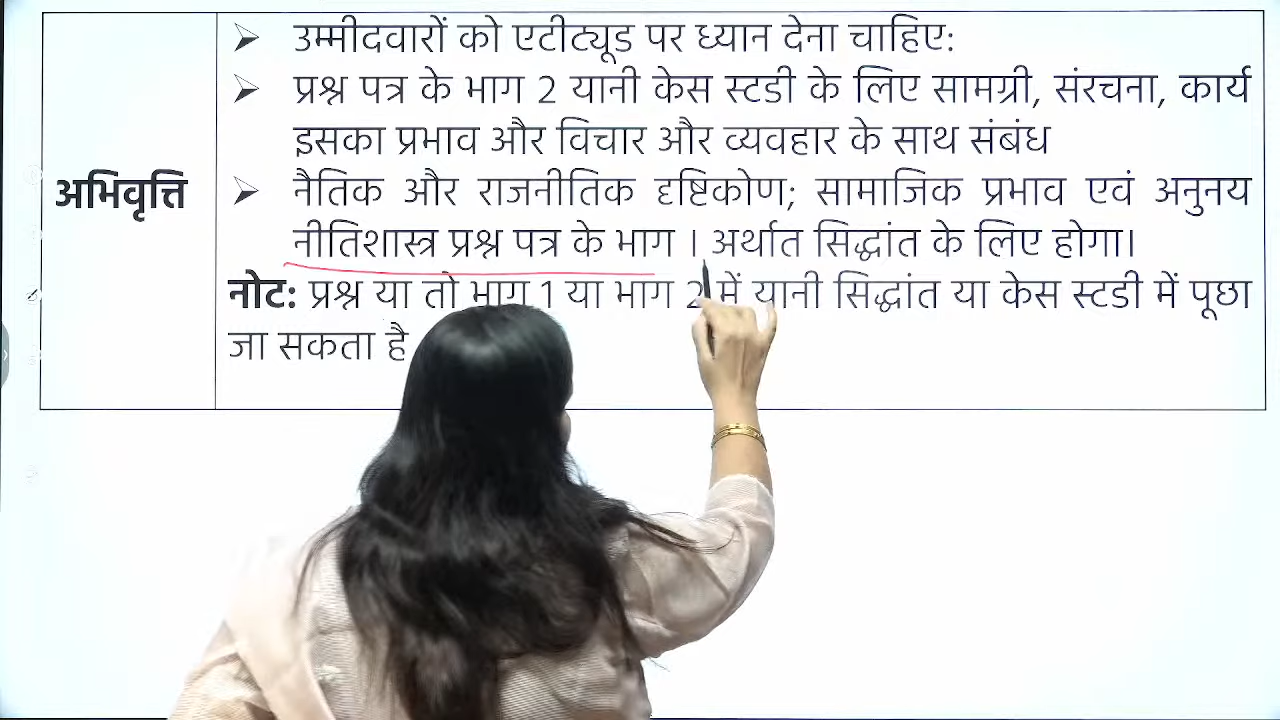 उम्मीदवारों को एटीट्यूड पर ध्यान देना चाहिए:
प्रश्न पत्र के भाग 2 यानी केस स्टडी के लिए सामग्री, संरचना, कार्य
इसका प्रभाव और विचार और व्यवहार के साथ संबंध
अभिवृत्ति
नैतिक और राजनीतिक दृष्टिकोण; सामाजिक प्रभाव एवं अनुनय
नीतिशास्त्र प्रश्न पत्र के भाग । अर्थात सिद्धांत के लिए होगा।
नोट: प्रश्न या तो भाग 1 या भाग 2 में यानी सिद्धांत या केस स्टडी में पूछा
जा सकता है